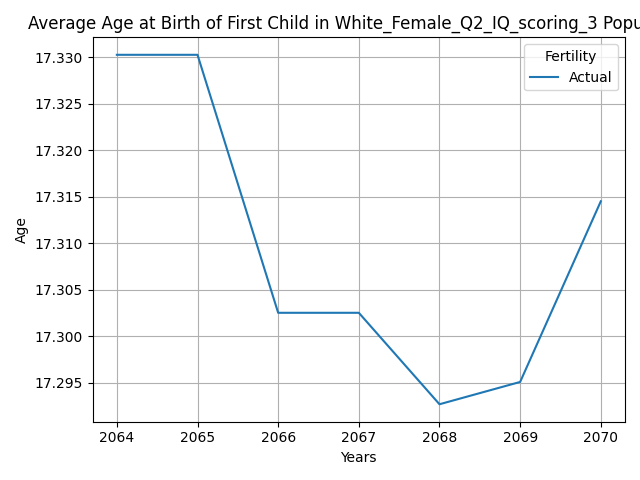 Average Age at Birth of First Child in White_Female_Q2_IQ_scoring_3 Popu
17.330
17.325
17.320
17.315
17.310
17.305
17.300
17.295
Age
Fertility
Actual
2064 2065 2066 2067 2068 2069 2070
Years